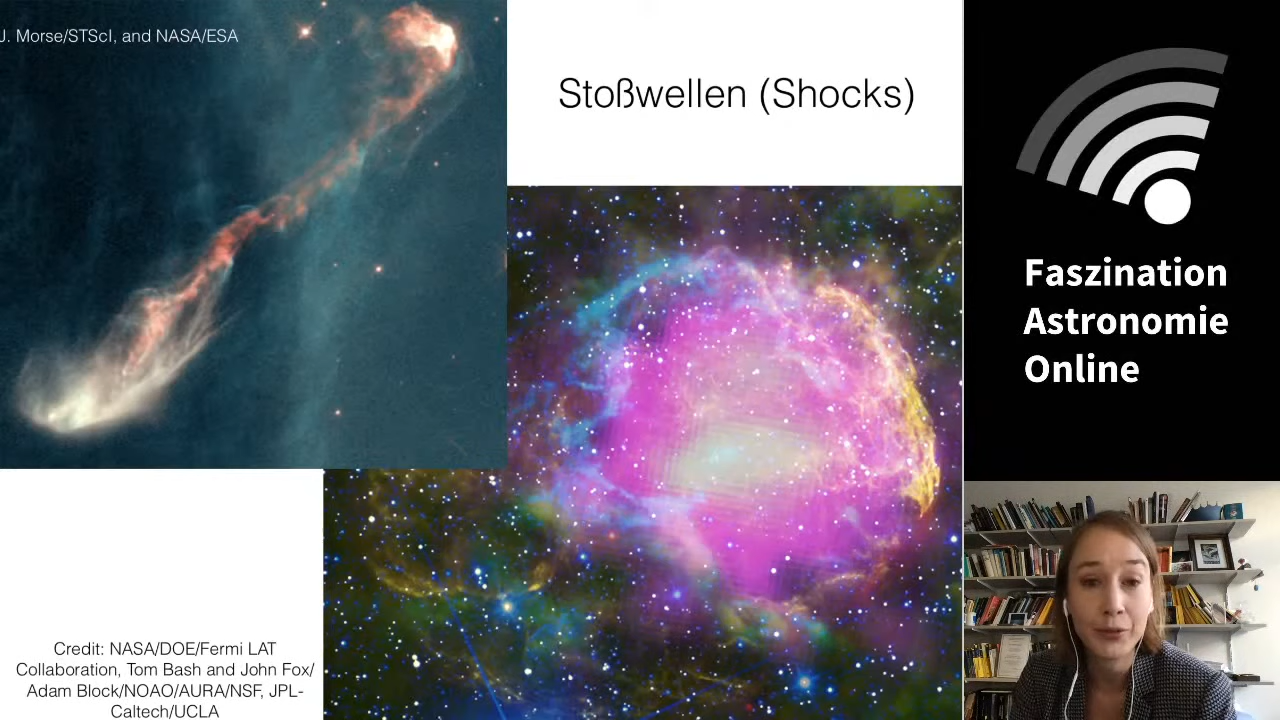 J. Morse/STScI, and NASA/ESA
Stoßwellen (Shocks)
Faszination
Astronomie
Online
Credit: NASA/DOE/Fermi LAT
Collaboration, Tom Bash and John Fox/
Adam Block/NOAO/AURA/NSF, JPL-
Caltech/UCLA